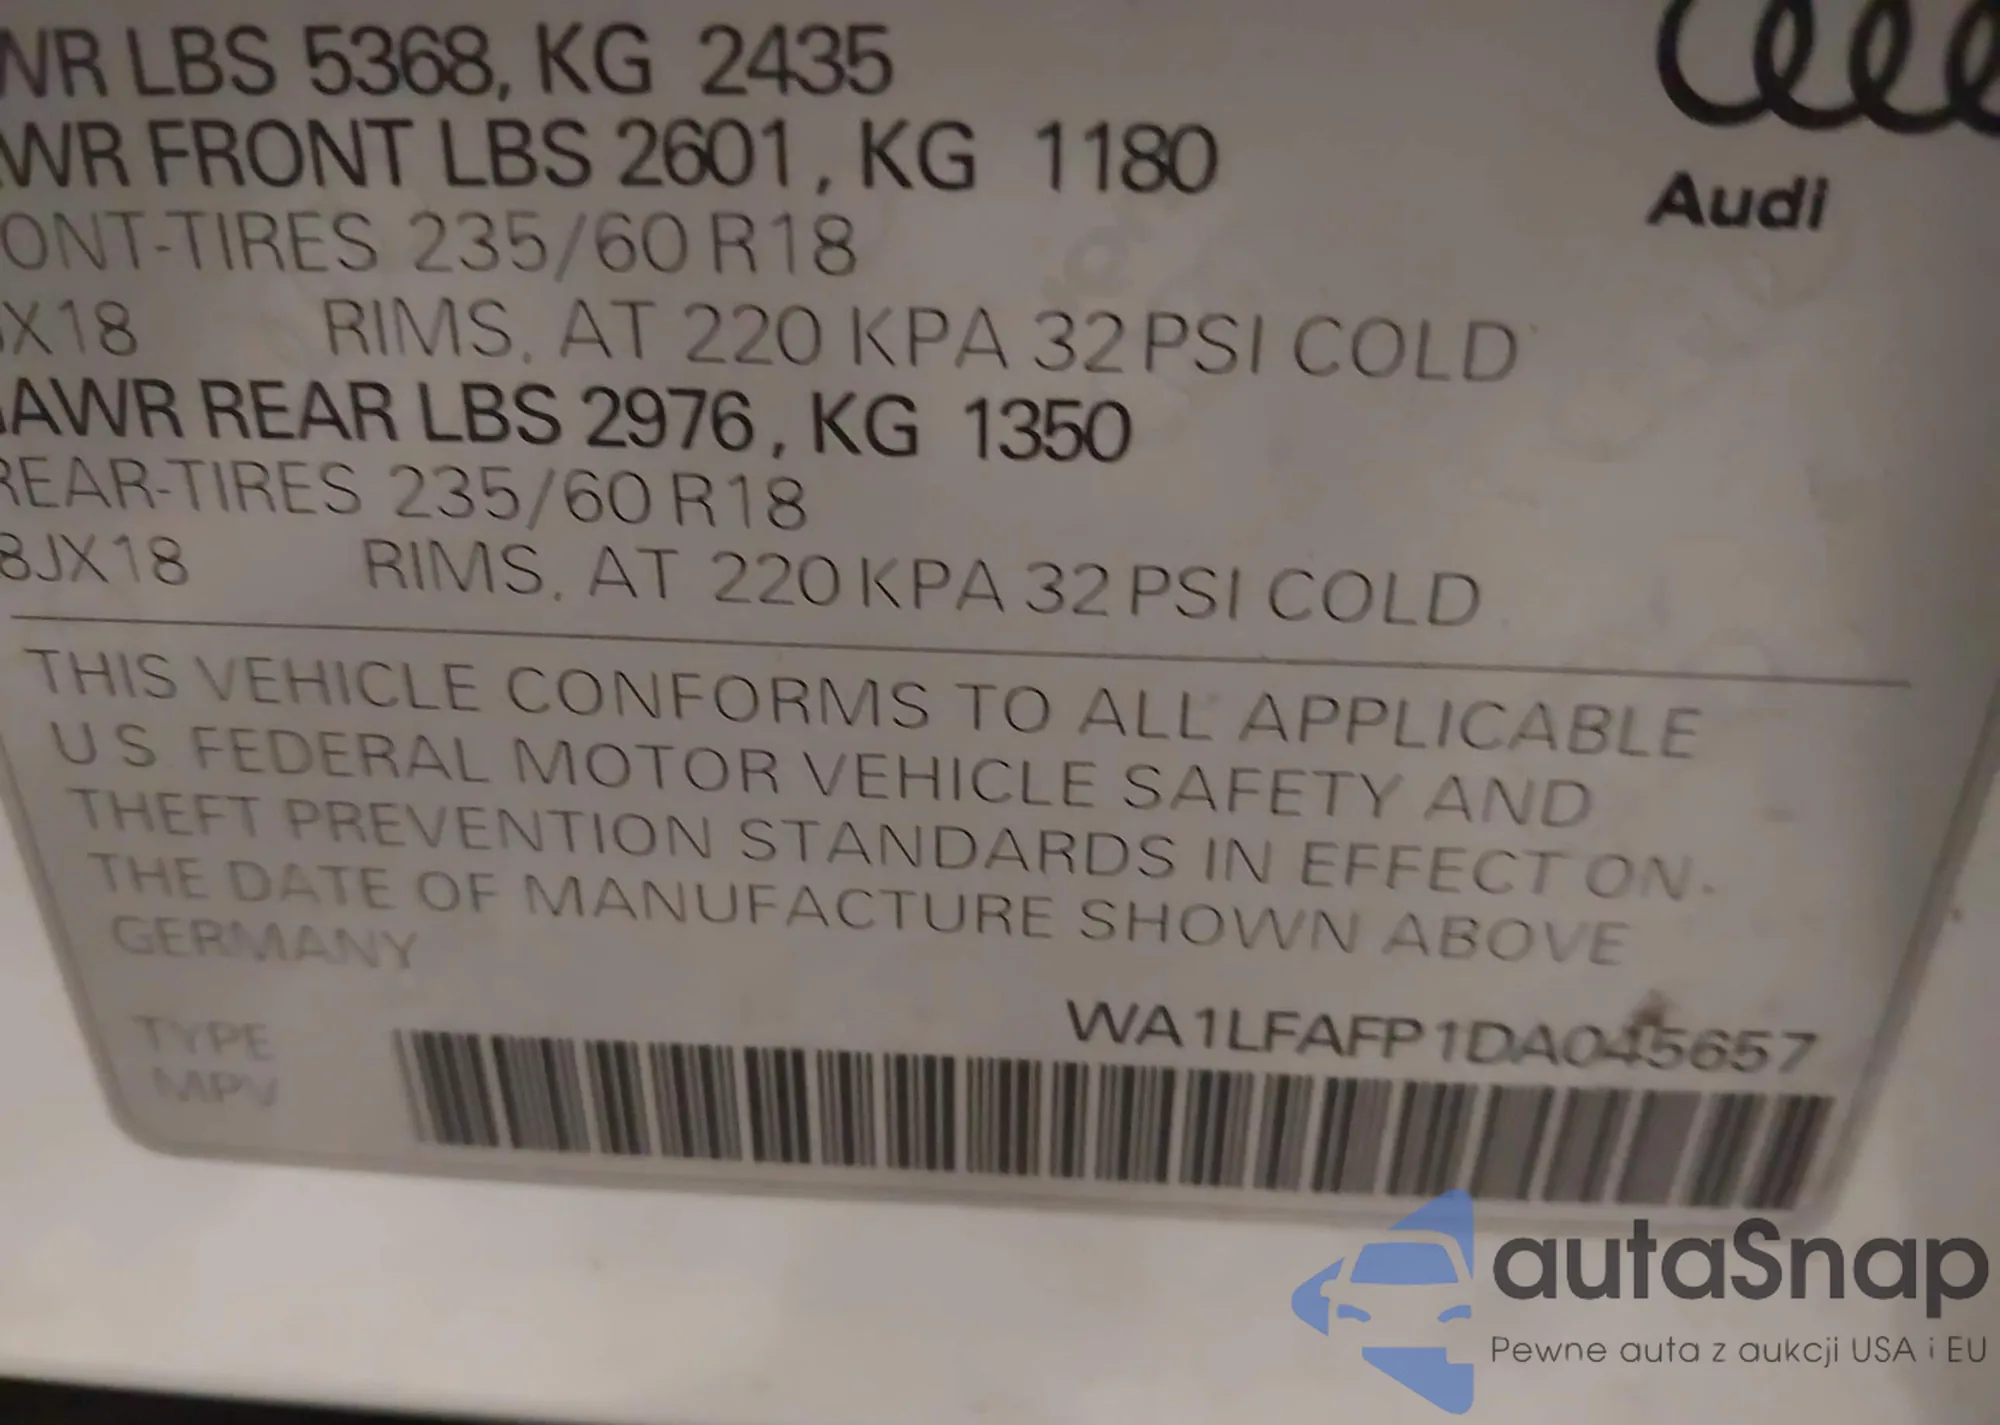 WR LBS 5368, KG 2435
AWR FRONT LBS 2601, KG 1180
ONT-TIRES 235/60 R18
JX18 RIMS, AT 220 KPA 32 PSI COLD
GAWR REAR LBS 2976, KG 1350
REAR-TIRES 235/60 R18
8JX18 RIMS, AT 220 KPA 32 PSI COLD
Audi
THIS VEHICLE CONFORMS TO ALL APPLICABLE
U S FEDERAL MOTOR VEHICLE SAFETY AND
THEFT PREVENTION STANDARDS IN EFFECT ON
THE DATE OF MANUFACTURE SHOWN ABOVE
GERMANY
WA1LFAFP1DA045657
TYPE
MPV
autaSnap
Pewne auta z aukcji USA i EU